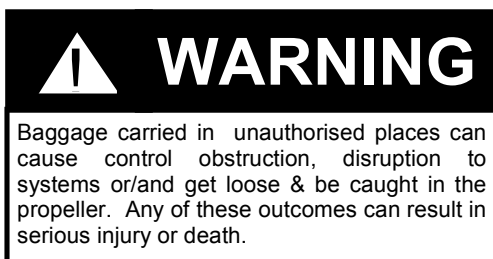 WARNING
Baggage carried in unauthorised places can
cause control obstruction, disruption to
systems or/and get loose & be caught in the
propeller. Any of these outcomes can result in
serious injury or death.